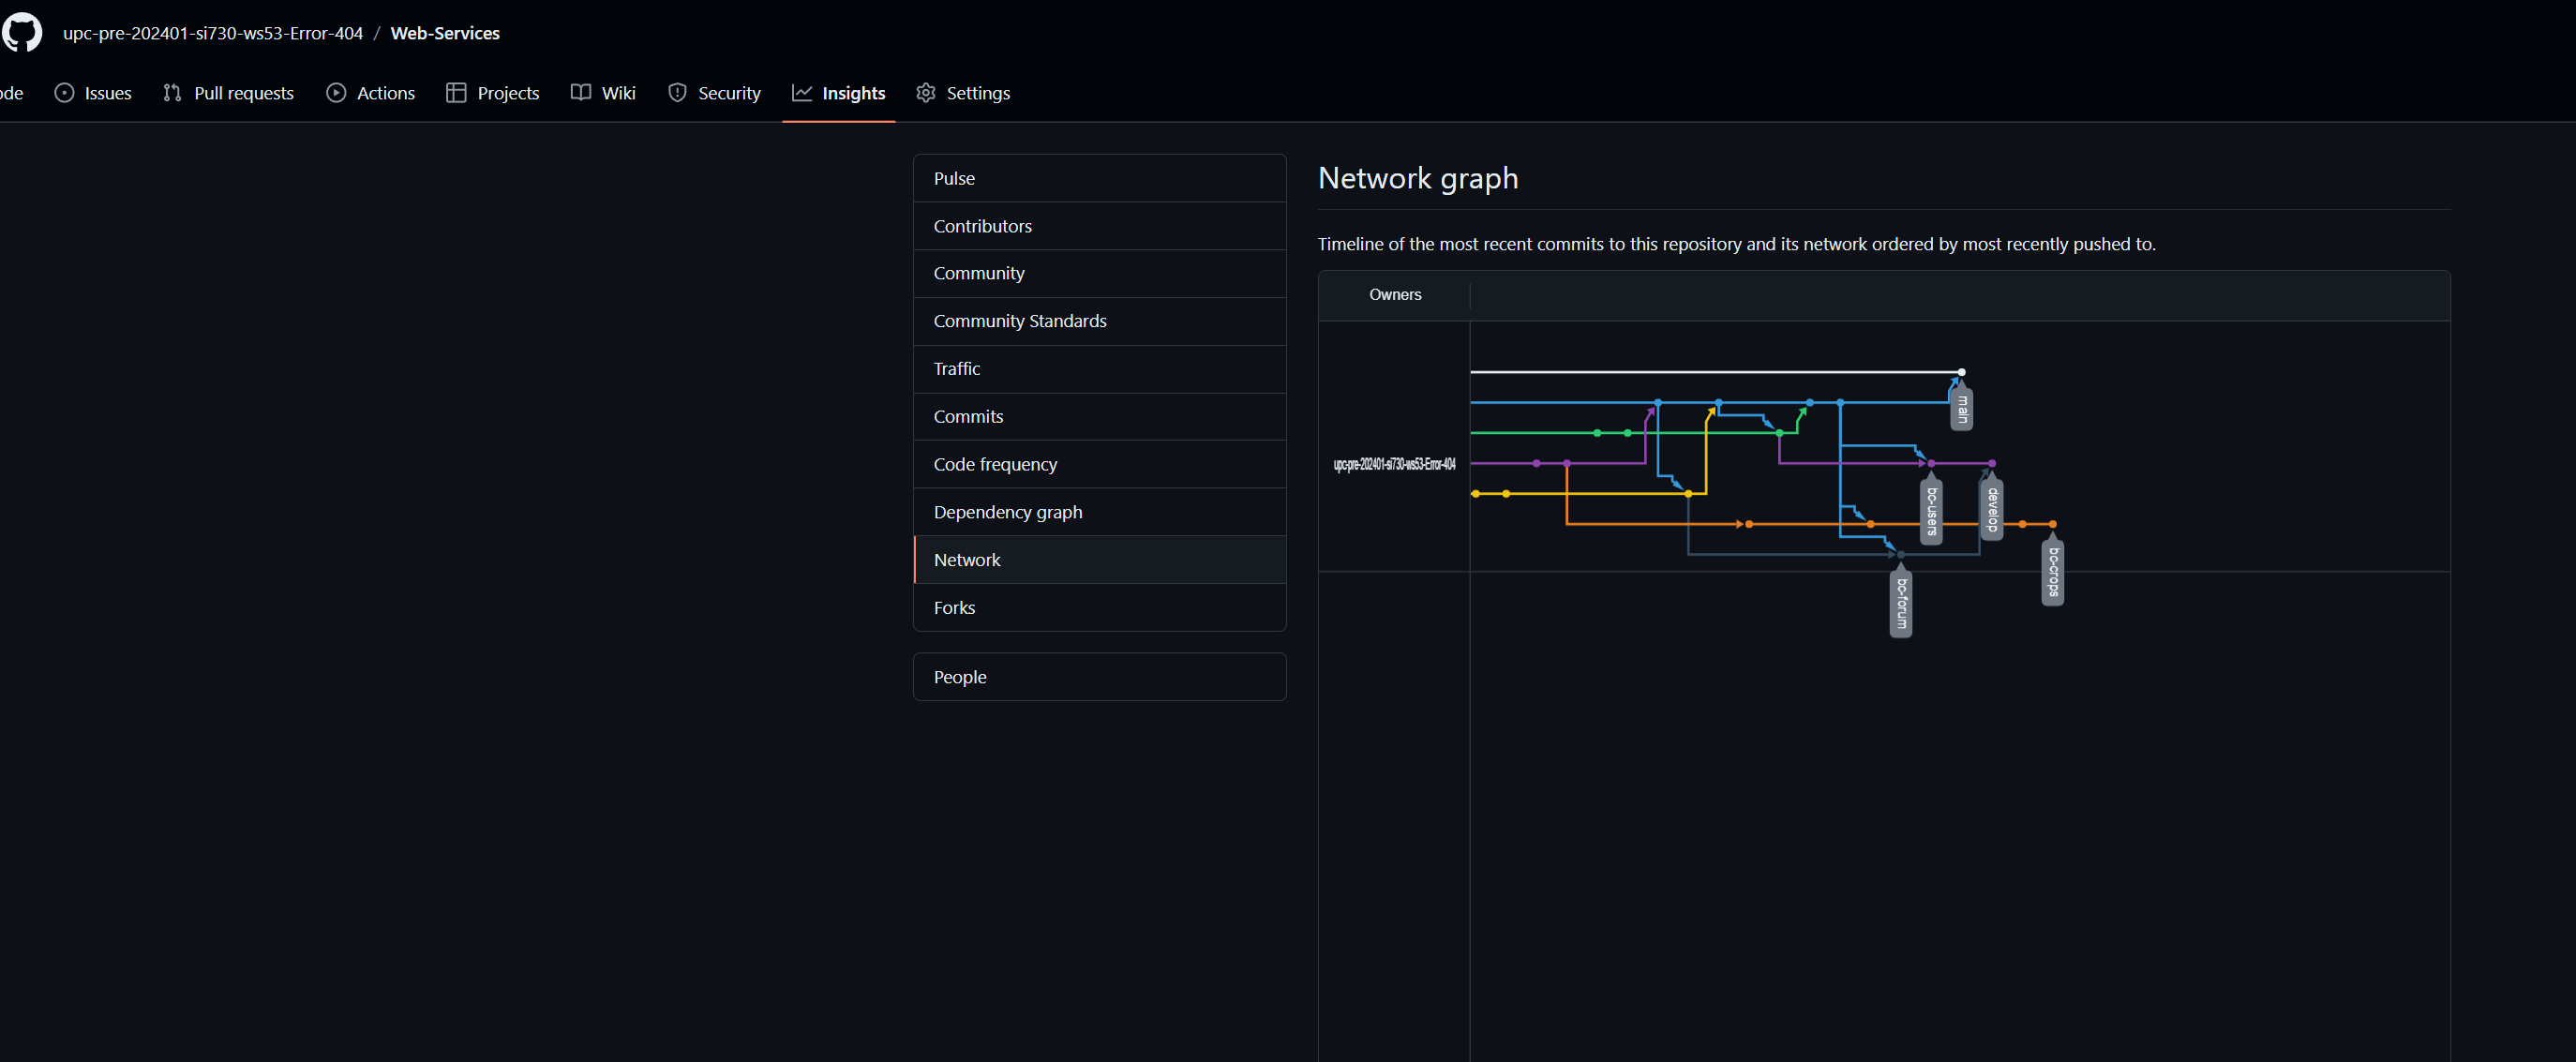 upc-pre-202401-si730-ws53-Error-404 / Web-Services
ode Issues Pull requests Actions Projects Wiki Security Insights Settings
Pulse
Contributors
Community
Community Standards
Traffic
Commits
Code frequency
Dependency graph
Network
Forks
People
Network graph
Timeline of the most recent commits to this repository and its network ordered by most recently pushed to.
Owners
upc-pre-202401-si730-ws53-Error-404
main
bc-users
develop
bc-crops
bc-forum